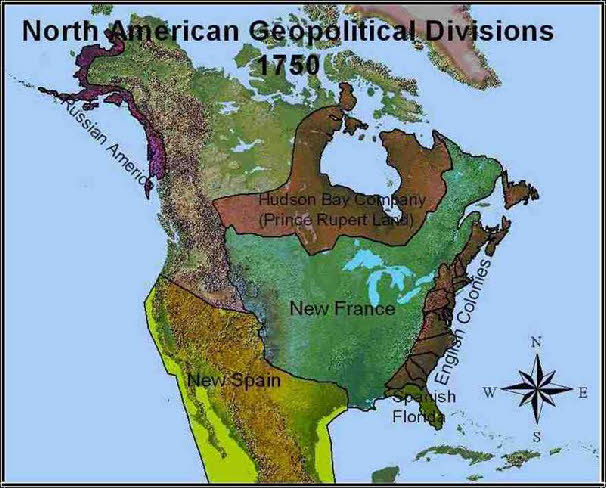 North American Geopolitical Divisions
1750
Russian America
Hudson Bay Company
(Prince Rupert Land)
New France
English Colonies
New Spain
Spanish
Florida
N
W
E
S